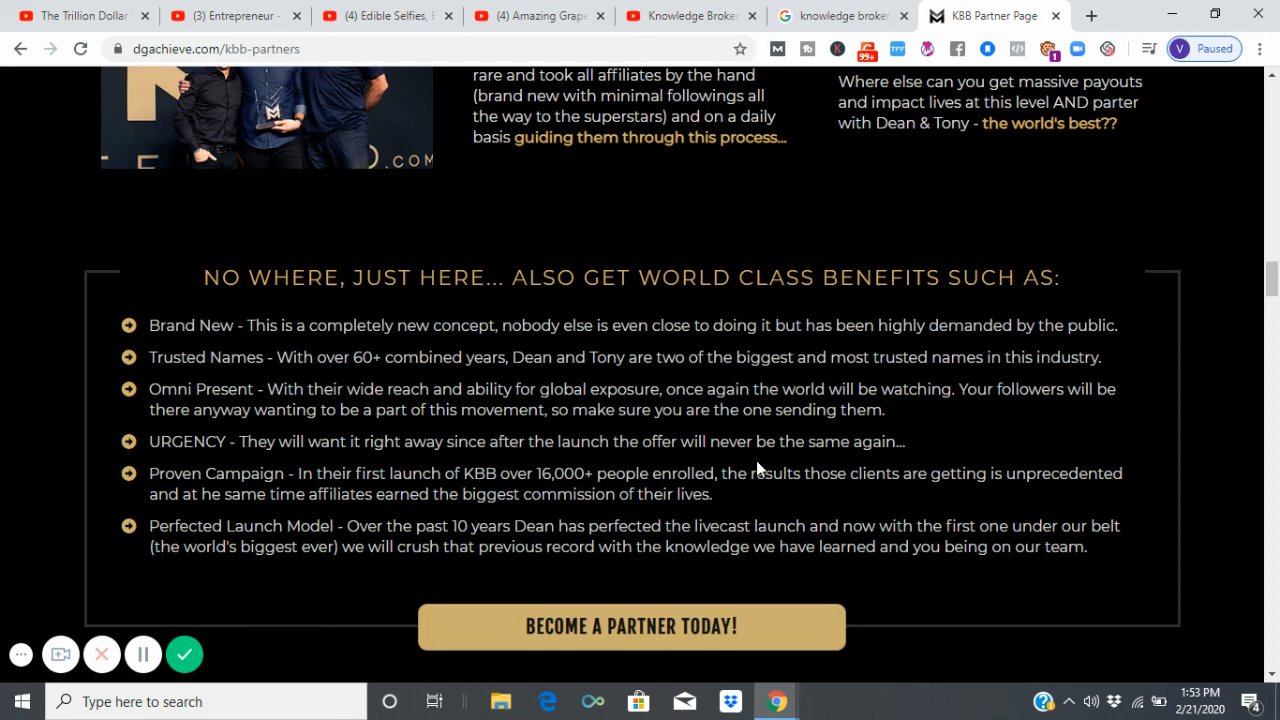 The Trillion Dollar
(3) Entrepreneur -
(4) Edible Selfies, E
(4) Amazing Grap
Knowledge Broker
knowledge broker
KBB Partner Page
dgachieve.com/kbb-partners
99+
TFF
1
V Paused
rare and took all affiliates by the hand
(brand new with minimal followings all
the way to the superstars) and on a daily
basis guiding them through this process...
Where else can you get massive payouts
and impact lives at this level AND parter
with Dean & Tony - the world's best??
.COM
NO WHERE, JUST HERE... ALSO GET WORLD CLASS BENEFITS SUCH AS:
Brand New - This is a completely new concept, nobody else is even close to doing it but has been highly demanded by the public.
Trusted Names - With over 60+ combined years, Dean and Tony are two of the biggest and most trusted names in this industry.
Omni Present - With their wide reach and ability for global exposure, once again the world will be watching. Your followers will be
there anyway wanting to be a part of this movement, so make sure you are the one sending them.
URGENCY - They will want it right away since after the launch the offer will never be the same again...
Proven Campaign - In their first launch of KBB over 16,000+ people enrolled, the results those clients are getting is unprecedented
and at he same time affiliates earned the biggest commission of their lives.
Perfected Launch Model - Over the past 10 years Dean has perfected the livecast launch and now with the first one under our belt
(the world's biggest ever) we will crush that previous record with the knowledge we have learned and you being on our team.
BECOME A PARTNER TODAY!
Type here to search
1:53 PM
2/21/2020
4